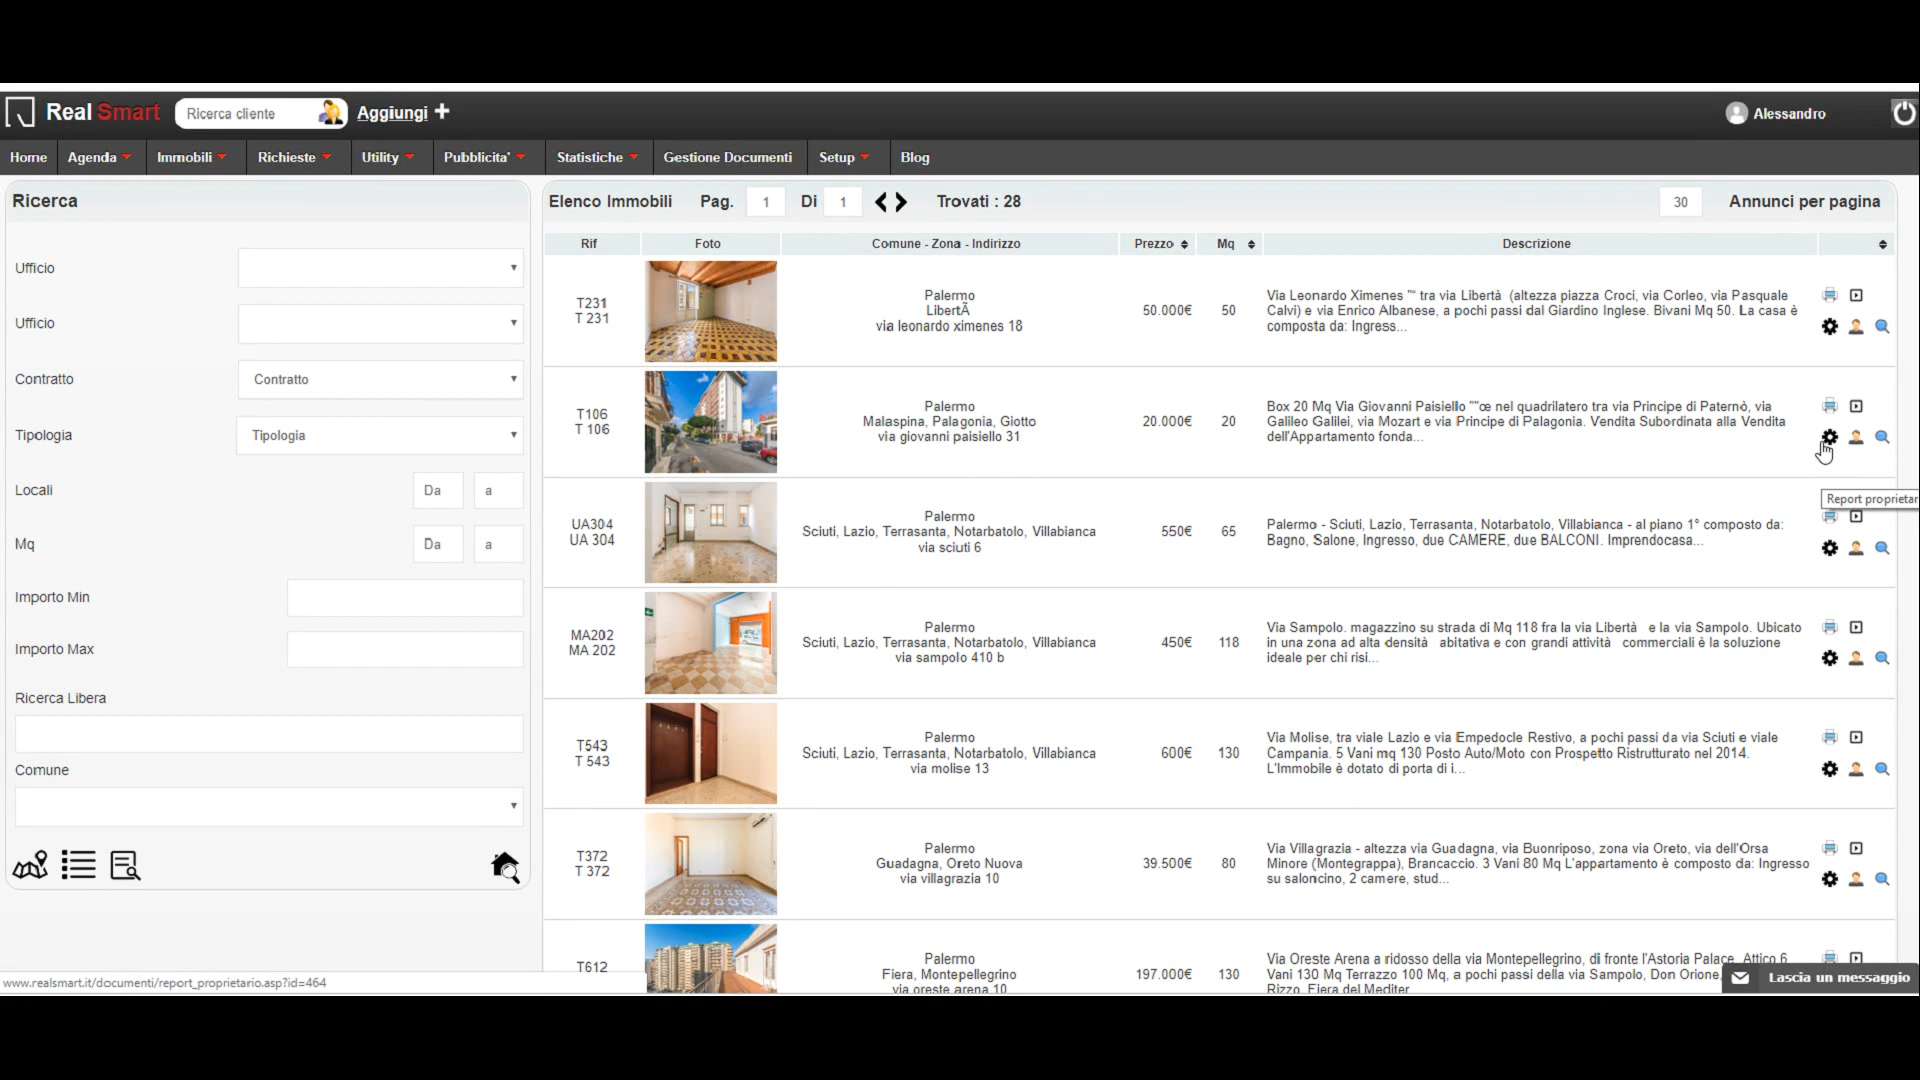 Real Smart
Ricerca cliente
Aggiungi
Alessandro
Home
Agenda
Immobili
Richieste
Utility
Pubblicita'
Statistiche
Gestione Documenti
Setup
Blog
Ricerca
Ufficio
Ufficio
Contratto
Contratto
Tipologia
Tipologia
Locali
Da
a
Mq
Da
a
Importo Min
Importo Max
Ricerca Libera
Comune
Elenco Immobili Pag. 1 Di 1 Trovati : 28
30 Annunci per pagina
Rif Foto Comune - Zona - Indirizzo Prezzo Mq Descrizione
T231
T 231
Palermo
LibertÃ
via leonardo ximenes 18
50.000€
50
Via Leonardo Ximenes "“ tra via Libertà (altezza piazza Croci, via Corleo, via Pasquale
Calvi) e via Enrico Albanese, a pochi passi dal Giardino Inglese. Bivani Mq 50. La casa è
composta da: Ingress...
T106
T 106
Palermo
Malaspina, Palagonia, Giotto
via giovanni paisiello 31
20.000€
20
Box 20 Mq Via Giovanni Paisiello "“œ nel quadrilatero tra via Principe di Paternò, via
Galileo Galilei, via Mozart e via Principe di Palagonia. Vendita Subordinata alla Vendita
dell'Appartamento fonda...
Report proprietar
UA304
UA 304
Palermo
Sciuti, Lazio, Terrasanta, Notarbatolo, Villabianca
via sciuti 6
550€
65
Palermo - Sciuti, Lazio, Terrasanta, Notarbatolo, Villabianca - al piano 1° composto da:
Bagno, Salone, Ingresso, due CAMERE, due BALCONI. Imprendocasa...
MA202
MA 202
Palermo
Sciuti, Lazio, Terrasanta, Notarbatolo, Villabianca
via sampolo 410 b
450€
118
Via Sampolo. magazzino su strada di Mq 118 fra la via Libertà e la via Sampolo. Ubicato
in una zona ad alta densità abitativa e con grandi attività commerciali è la soluzione
ideale per chi risi...
T543
T 543
Palermo
Sciuti, Lazio, Terrasanta, Notarbatolo, Villabianca
via molise 13
600€
130
Via Molise, tra viale Lazio e via Empedocle Restivo, a pochi passi da via Sciuti e viale
Campania. 5 Vani mq 130 Posto Auto/Moto con Prospetto Ristrutturato nel 2014.
L'Immobile è dotato di porta di i...
T372
T 372
Palermo
Guadagna, Oreto Nuova
via villagrazia 10
39.500€
80
Via Villagrazia - altezza via Guadagna, via Buonriposo, zona via Oreto, via dell'Orsa
Minore (Montegrappa), Brancaccio. 3 Vani 80 Mq L'appartamento è composto da: Ingresso
su saloncino, 2 camere, stud...
T612
Palermo
Fiera, Montepellegrino
via oreste arena 10
197.000€
130
Via Oreste Arena a ridosso della via Montepellegrino, di fronte l'Astoria Palace, Attico 6
Vani 130 Mq Terrazzo 100 Mq, a pochi passi della via Sampolo, Don Orione,
Rizzo, Fiera del Mediter
www.realsmart.it/documenti/report_proprietario.asp?id=464
Lascia un messaggio